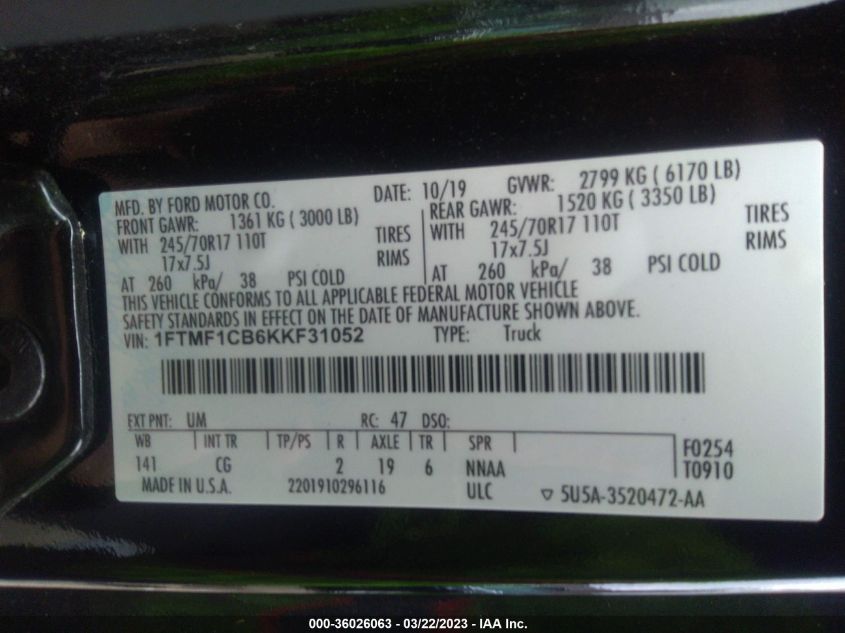 MFD. BY FORD MOTOR CO. DATE: 10/19 GVWR: 2799 KG ( 6170 LB)
FRONT GAWR: 1361 KG ( 3000 LB) REAR GAWR: 1520 KG ( 3350 LB)
WITH 245/70R17 110T TIRES WITH 245/70R17 110T TIRES
17x7.5J RIMS 17x7.5J RIMS
AT 260 kPa/ 38 PSI COLD AT 260 kPa/ 38 PSI COLD
THIS VEHICLE CONFORMS TO ALL APPLICABLE FEDERAL MOTOR VEHICLE
SAFETY STANDARDS IN EFFECT ON THE DATE OF MANUFACTURE SHOWN ABOVE.
VIN: 1FTMF1CB6KKF31052 TYPE: Truck
EXT PNT: UM RC: 47 DSO:
WB INT TR TP/PS R AXLE TR SPR F0254
141 CG 2 19 6 NNAA T0910
MADE IN U.S.A. 2201910296116 ULC ▽ 5U5A-3520472-AA
000-36026063 - 03/22/2023 - IAA Inc.